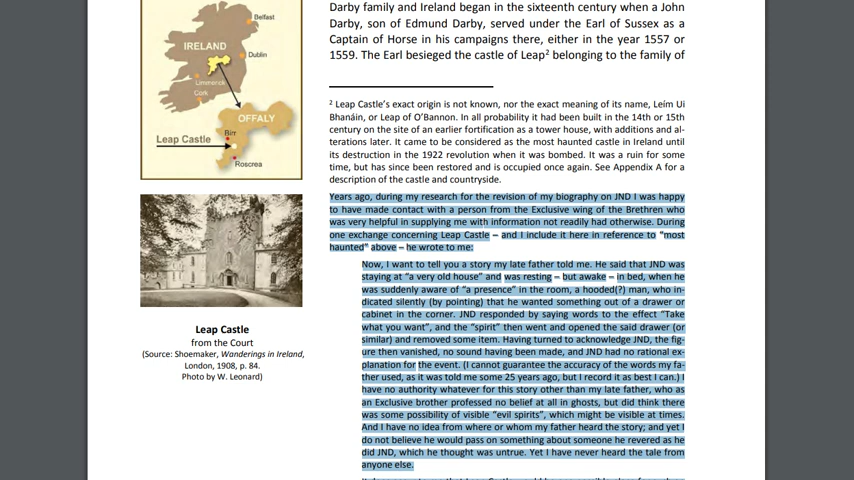 Darby family and Ireland began in the sixteenth century when a John
Darby, son of Edmund Darby, served under the Earl of Sussex as a
Captain of Horse in his campaigns there, either in the year 1557 or
1559. The Earl besieged the castle of Leap² belonging to the family of
Belfast
IRELAND
Dublin
Limerick
Cork
OFFALY
Leap Castle
Birr
Roscrea
² Leap Castle's exact origin is not known, nor the exact meaning of its name, Leím Ui
Bhanáin, or Leap of O'Bannon. In all probability it had been built in the 14th or 15th
century on the site of an earlier fortification as a tower house, with additions and al-
terations later. It came to be considered as the most haunted castle in Ireland until
its destruction in the 1922 revolution when it was bombed. It was a ruin for some
time, but has since been restored and is occupied once again. See Appendix A for a
description of the castle and countryside.
Years ago, during my research for the revision of my biography on JND I was happy
to have made contact with a person from the Exclusive wing of the Brethren who
was very helpful in supplying me with information not readily had otherwise. During
one exchange concerning Leap Castle – and I include it here in reference to "most
haunted" above – he wrote to me:
Now, I want to tell you a story my late father told me. He said that JND was
staying at "a very old house" and was resting – but awake – in bed, when he
was suddenly aware of "a presence" in the room, a hooded(?) man, who in-
dicated silently (by pointing) that he wanted something out of a drawer or
cabinet in the corner. JND responded by saying words to the effect "Take
what you want", and the "spirit" then went and opened the said drawer (or
similar) and removed some item. Having turned to acknowledge JND, the fig-
ure then vanished, no sound having been made, and JND had no rational ex-
planation for the event. (I cannot guarantee the accuracy of the words my fa-
ther used, as it was told me some 25 years ago, but I record it as best I can.) I
have no authority whatever for this story other than my late father, who as
an Exclusive brother professed no belief at all in ghosts, but did think there
was some possibility of visible "evil spirits", which might be visible at times.
And I have no idea from where or whom my father heard the story; and yet I
do not believe he would pass on something about someone he revered as he
did JND, which he thought was untrue. Yet I have never heard the tale from
anyone else.
Leap Castle
from the Court
(Source: Shoemaker, Wanderings in Ireland,
London, 1908, p. 84.
Photo by W. Leonard)